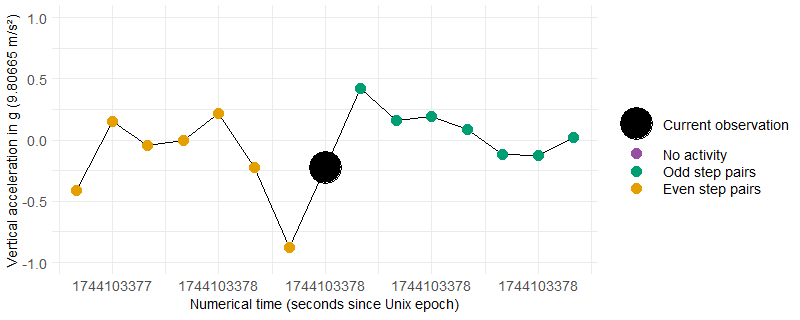 Vertical acceleration in g (9.80665 m/s²)
1.0
0.5
0.0
-0.5
-1.0
1744103377 1744103378 1744103378 1744103378 1744103378
Numerical time (seconds since Unix epoch)
Current observation
No activity
Odd step pairs
Even step pairs